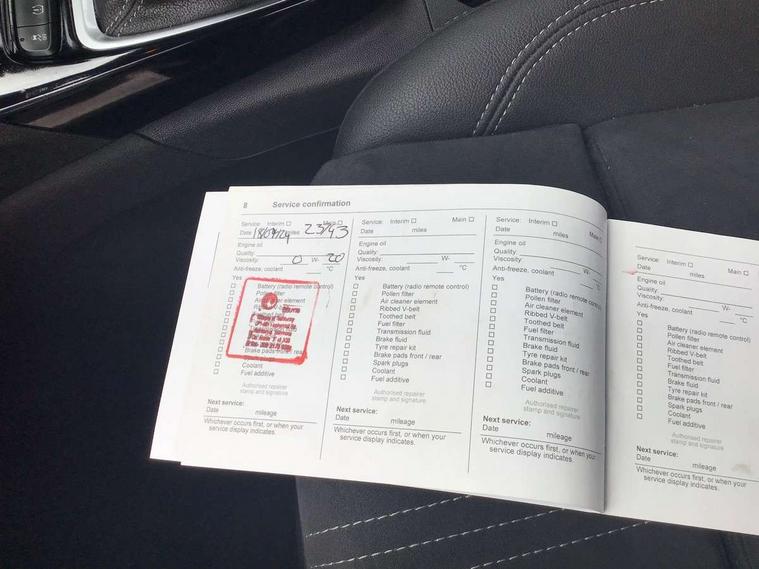 8 Service confirmation
Service: Interim ☐ Main ☐
Date miles 23743
Engine oil
Quality:
Viscosity: 0 W- 20
Anti-freeze, coolant °C
Yes
☐ Battery (radio remote control)
☐ Pollen filter
☐ element
☐
☐
☐
☐
☐
☐
☐ Brake pads front / rear
☐
☐ Coolant
☐ Fuel additive
Authorised repairer
stamp and signature
Next service:
Date mileage
Whichever occurs first, or when your
service display indicates.
Service: Interim ☐ Main ☐
Date miles
Engine oil
Quality:
Viscosity: W-
Anti-freeze, coolant °C
Yes
☐ Battery (radio remote control)
☐ Pollen filter
☐ Air cleaner element
☐ Ribbed V-belt
☐ Toothed belt
☐ Fuel filter
☐ Transmission fluid
☐ Brake fluid
☐ Tyre repair kit
☐ Brake pads front / rear
☐ Spark plugs
☐ Coolant
☐ Fuel additive
Authorised repairer
stamp and signature
Next service:
Date mileage
Whichever occurs first, or when your
service display indicates.
Service: Interim ☐ Main
Date miles
Engine oil
Quality:
Viscosity: W-
Anti-freeze, coolant °C
Yes
☐ Battery (radio remote control)
☐ Pollen filter
☐ Air cleaner element
☐ Ribbed V-belt
☐ Toothed belt
☐ Fuel filter
☐ Transmission fluid
☐ Brake fluid
☐ Tyre repair kit
☐ Brake pads front / rear
☐ Spark plugs
☐ Coolant
☐ Fuel additive
Authorised repairer
stamp and signature
Next service:
Date mileage
Whichever occurs first, or when your
service display indicates.
Service: Interim ☐ Main ☐
Date miles
Engine oil
Quality:
Viscosity: W-
Anti-freeze, coolant °C
Yes
☐ Battery (radio remote control)
☐ Pollen filter
☐ Air cleaner element
☐ Ribbed V-belt
☐ Toothed belt
☐ Fuel filter
☐ Transmission fluid
☐ Brake fluid
☐ Tyre repair kit
☐ Brake pads front / rear
☐ Spark plugs
☐ Coolant
☐ Fuel additive
Authorised repairer
stamp and signature
Next service:
Date mileage
Whichever occurs first, or when your
service display indicates.